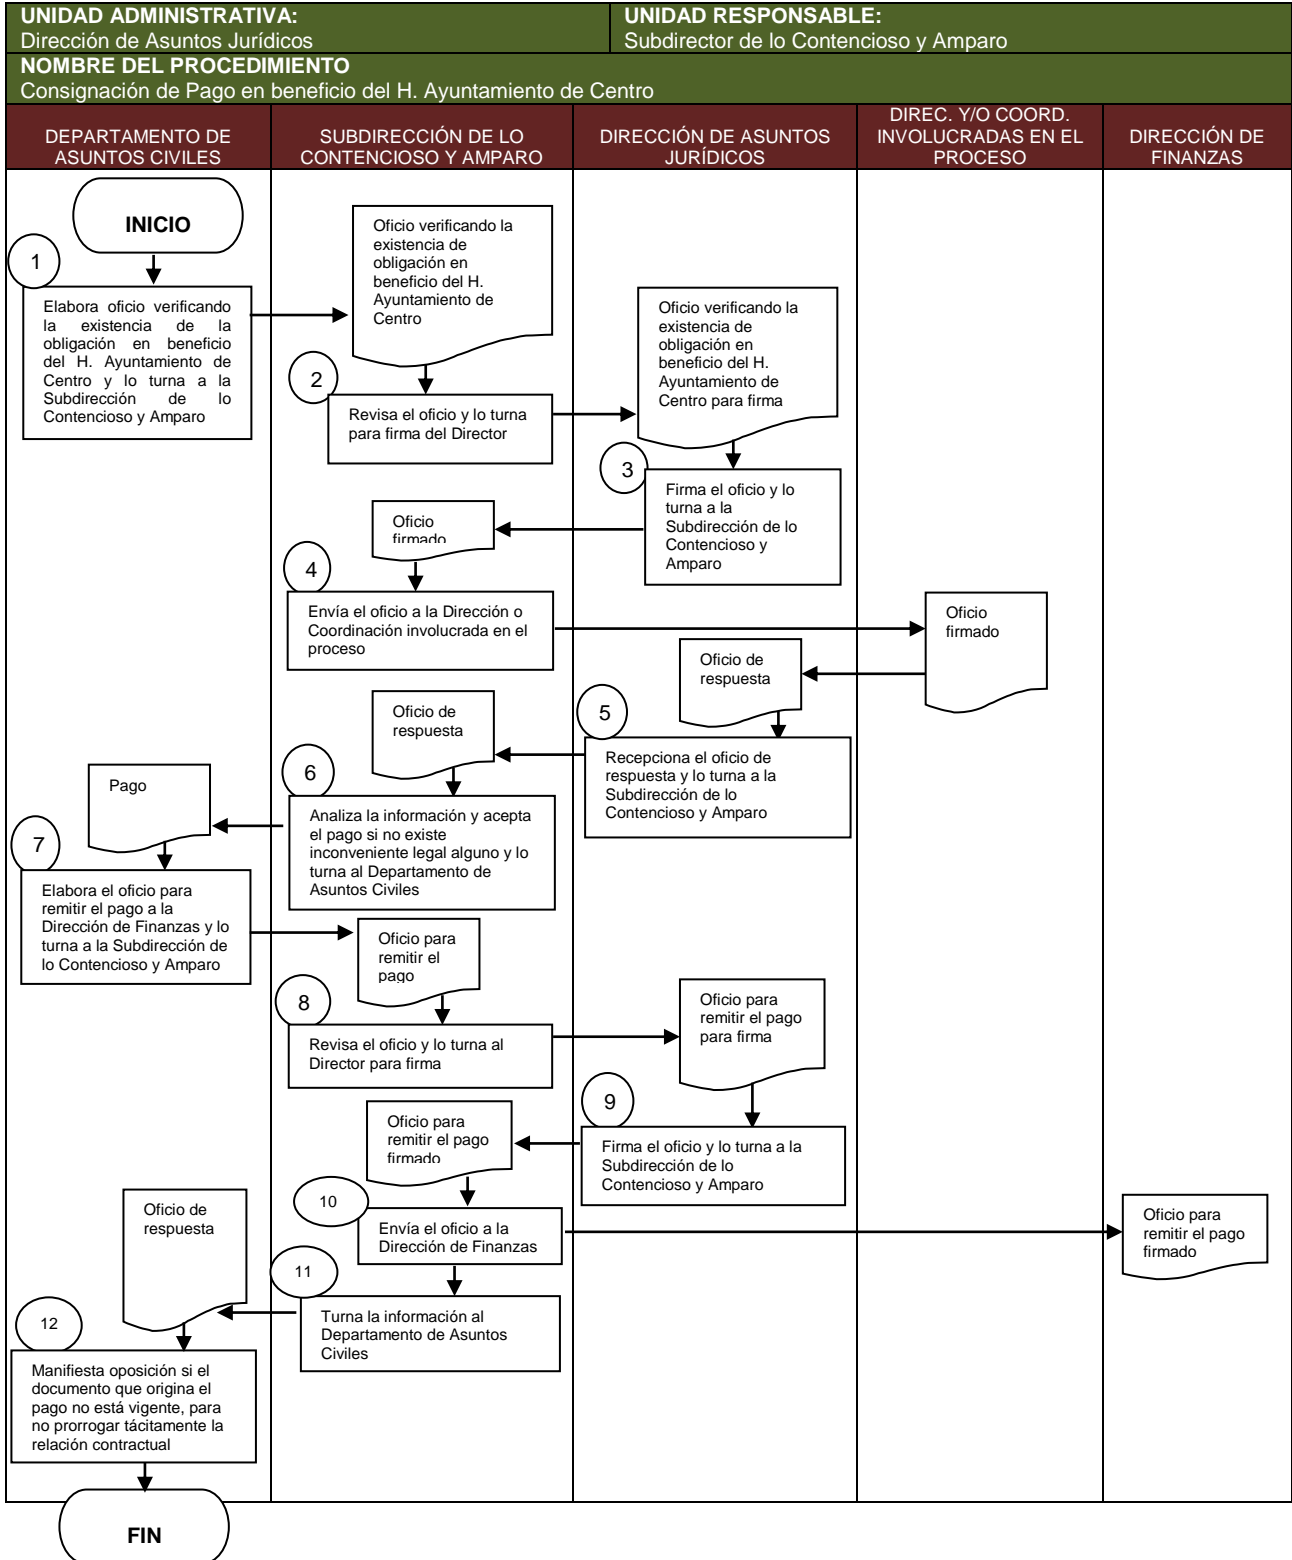 UNIDAD ADMINISTRATIVA:
Dirección de Asuntos Jurídicos
UNIDAD RESPONSABLE:
Subdirector de lo Contencioso y Amparo
NOMBRE DEL PROCEDIMIENTO
Consignación de Pago en beneficio del H. Ayuntamiento de Centro
DEPARTAMENTO DE
ASUNTOS CIVILES
SUBDIRECCIÓN DE LO
CONTENCIOSO Y AMPARO
DIRECCIÓN DE ASUNTOS
JURÍDICOS
DIREC. Y/O COORD.
INVOLUCRADAS EN EL
PROCESO
DIRECCIÓN DE
FINANZAS
INICIO
1
Elabora oficio verificando
la existencia de la
obligación en beneficio
del H. Ayuntamiento de
Centro y lo turna a la
Subdirección de lo
Contencioso y Amparo
Oficio verificando la
existencia de
obligación en
beneficio del H.
Ayuntamiento de
Centro
2
Revisa el oficio y lo turna
para firma del Director
Oficio verificando la
existencia de
obligación en
beneficio del H.
Ayuntamiento de
Centro para firma
3
Firma el oficio y lo
turna a la
Subdirección de lo
Contencioso y
Amparo
Oficio
firmado
4
Envía el oficio a la Dirección o
Coordinación involucrada en el
proceso
Oficio
firmado
Oficio de
respuesta
5
Recepciona el oficio de
respuesta y lo turna a la
Subdirección de lo
Contencioso y Amparo
Oficio de
respuesta
6
Analiza la información y acepta
el pago si no existe
inconveniente legal alguno y lo
turna al Departamento de
Asuntos Civiles
Pago
7
Elabora el oficio para
remitir el pago a la
Dirección de Finanzas y lo
turna a la Subdirección de
lo Contencioso y Amparo
Oficio para
remitir el
pago
8
Revisa el oficio y lo turna al
Director para firma
Oficio para
remitir el pago
para firma
9
Firma el oficio y lo turna a la
Subdirección de lo
Contencioso y Amparo
Oficio para
remitir el pago
firmado
10
Envía el oficio a la
Dirección de Finanzas
Oficio para
remitir el pago
firmado
11
Turna la información al
Departamento de Asuntos
Civiles
Oficio de
respuesta
12
Manifiesta oposición si el
documento que origina el
pago no está vigente, para
no prorrogar tácitamente la
relación contractual
FIN